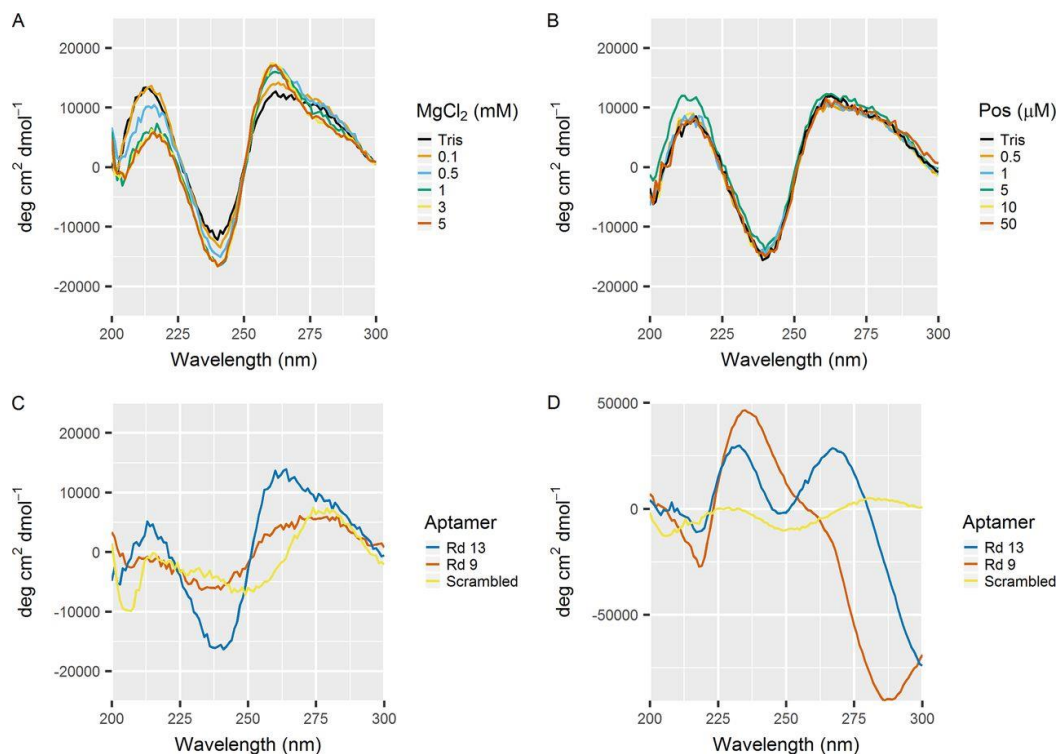 A
20000
10000
0
-10000
-20000
deg cm² dmol⁻¹
200
225
250
275
300
Wavelength (nm)
MgCl₂ (mM)
Tris
0.1
0.5
1
3
5
B
20000
10000
0
-10000
-20000
deg cm² dmol⁻¹
200
225
250
275
300
Wavelength (nm)
Pos (μM)
Tris
0.5
1
5
10
50
C
20000
10000
0
-10000
-20000
deg cm² dmol⁻¹
200
225
250
275
300
Wavelength (nm)
Aptamer
Rd 13
Rd 9
Scrambled
D
50000
0
-50000
deg cm² dmol⁻¹
200
225
250
275
300
Wavelength (nm)
Aptamer
Rd 13
Rd 9
Scrambled